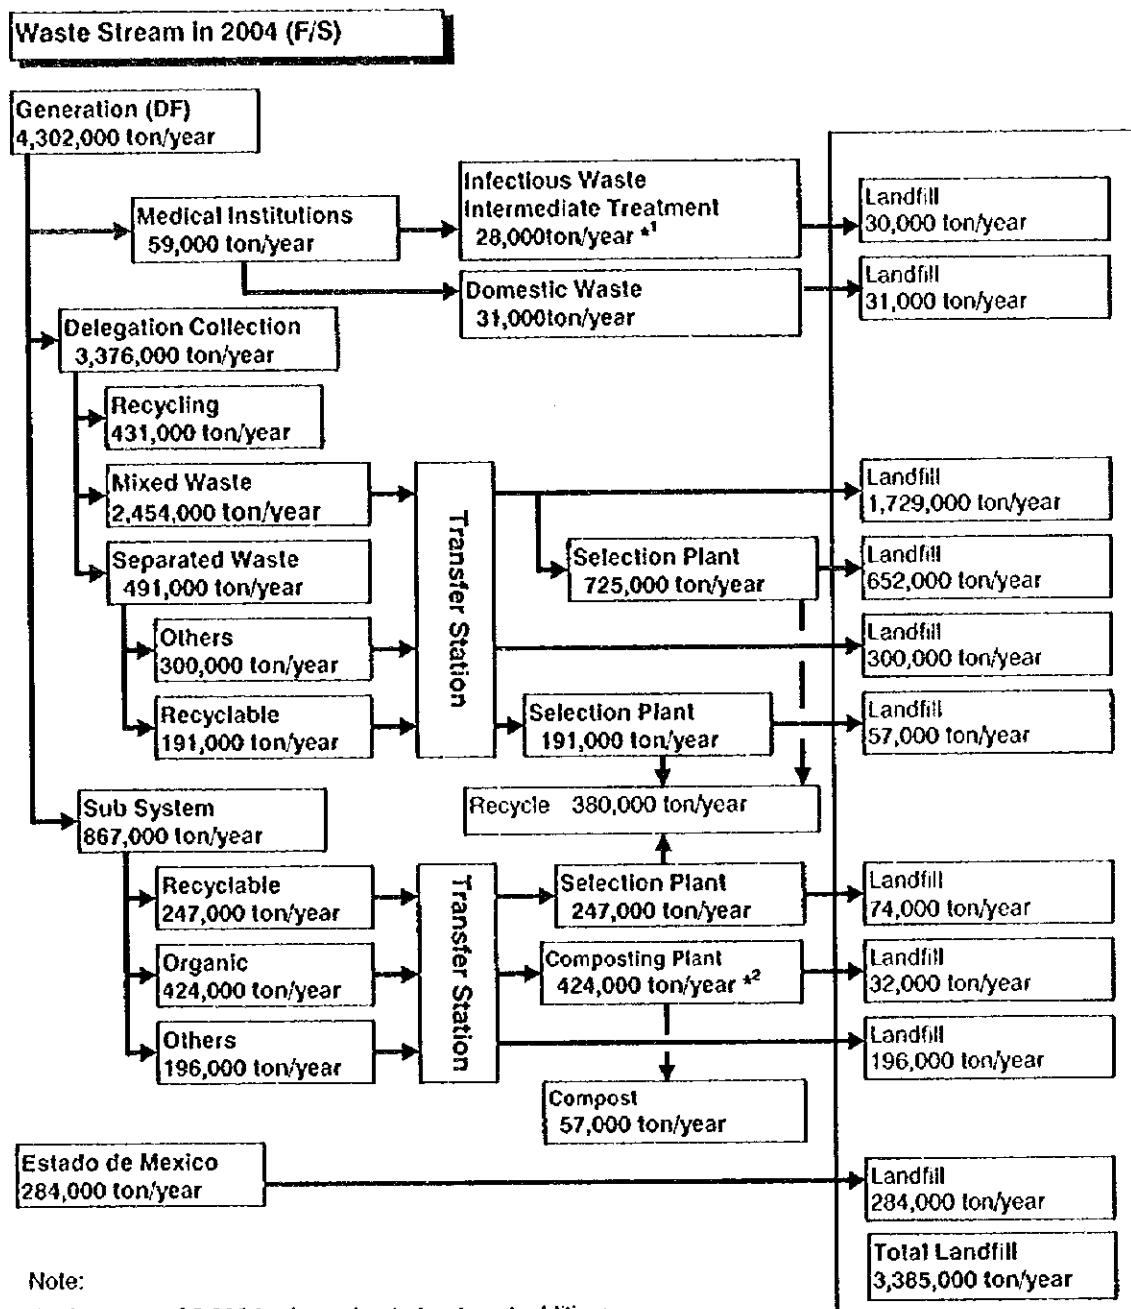 Waste Stream in 2004 (F/S)
Generation (DF)
4,302,000 ton/year
Medical Institutions
59,000 ton/year
Infectious Waste
Intermediate Treatment
28,000ton/year *1
Landfill
30,000 ton/year
Domestic Waste
31,000ton/year
Landfill
31,000 ton/year
Delegation Collection
3,376,000 ton/year
Recycling
431,000 ton/year
Mixed Waste
2,454,000 ton/year
Transfer Station
Landfill
1,729,000 ton/year
Separated Waste
491,000 ton/year
Selection Plant
725,000 ton/year
Landfill
652,000 ton/year
Others
300,000 ton/year
Landfill
300,000 ton/year
Recyclable
191,000 ton/year
Selection Plant
191,000 ton/year
Landfill
57,000 ton/year
Recycle 380,000 ton/year
Sub System
867,000 ton/year
Recyclable
247,000 ton/year
Transfer Station
Selection Plant
247,000 ton/year
Landfill
74,000 ton/year
Organic
424,000 ton/year
Composting Plant
424,000 ton/year *2
Landfill
32,000 ton/year
Others
196,000 ton/year
Landfill
196,000 ton/year
Compost
57,000 ton/year
Estado de Mexico
284,000 ton/year
Landfill
284,000 ton/year
Total Landfill
3,385,000 ton/year
Note: